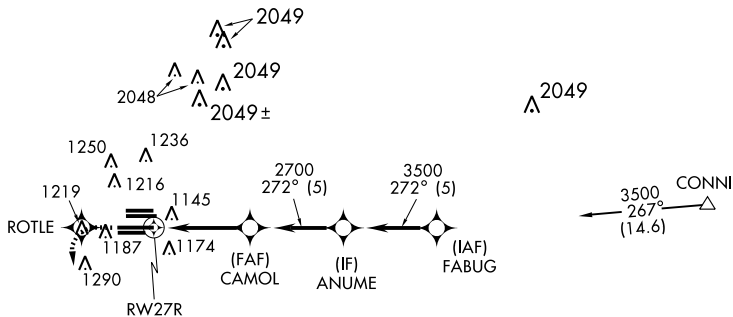 2049
2049
2048
2049
2049 ±
1250
1236
1216
1219
1145
2700
272° (5)
3500
272° (5)
3500
267°
(14.6)
CONNI
ROTLE
1187
1174
1290
(FAF)
CAMOL
(IF)
ANUME
(IAF)
FABUG
RW27R